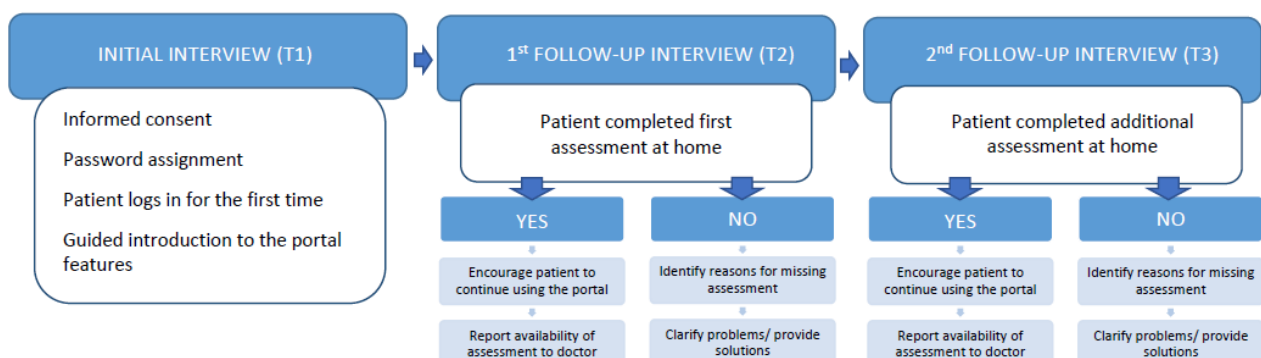 INITIAL INTERVIEW (T1)
Informed consent
Password assignment
Patient logs in for the first time
Guided introduction to the portal
features
1st FOLLOW-UP INTERVIEW (T2)
Patient completed first
assessment at home
YES
Encourage patient to
continue using the portal
Report availability of
assessment to doctor
NO
Identify reasons for missing
assessment
Clarify problems/ provide
solutions
2nd FOLLOW-UP INTERVIEW (T3)
Patient completed additional
assessment at home
YES
Encourage patient to
continue using the portal
Report availability of
assessment to doctor
NO
Identify reasons for missing
assessment
Clarify problems/ provide
solutions